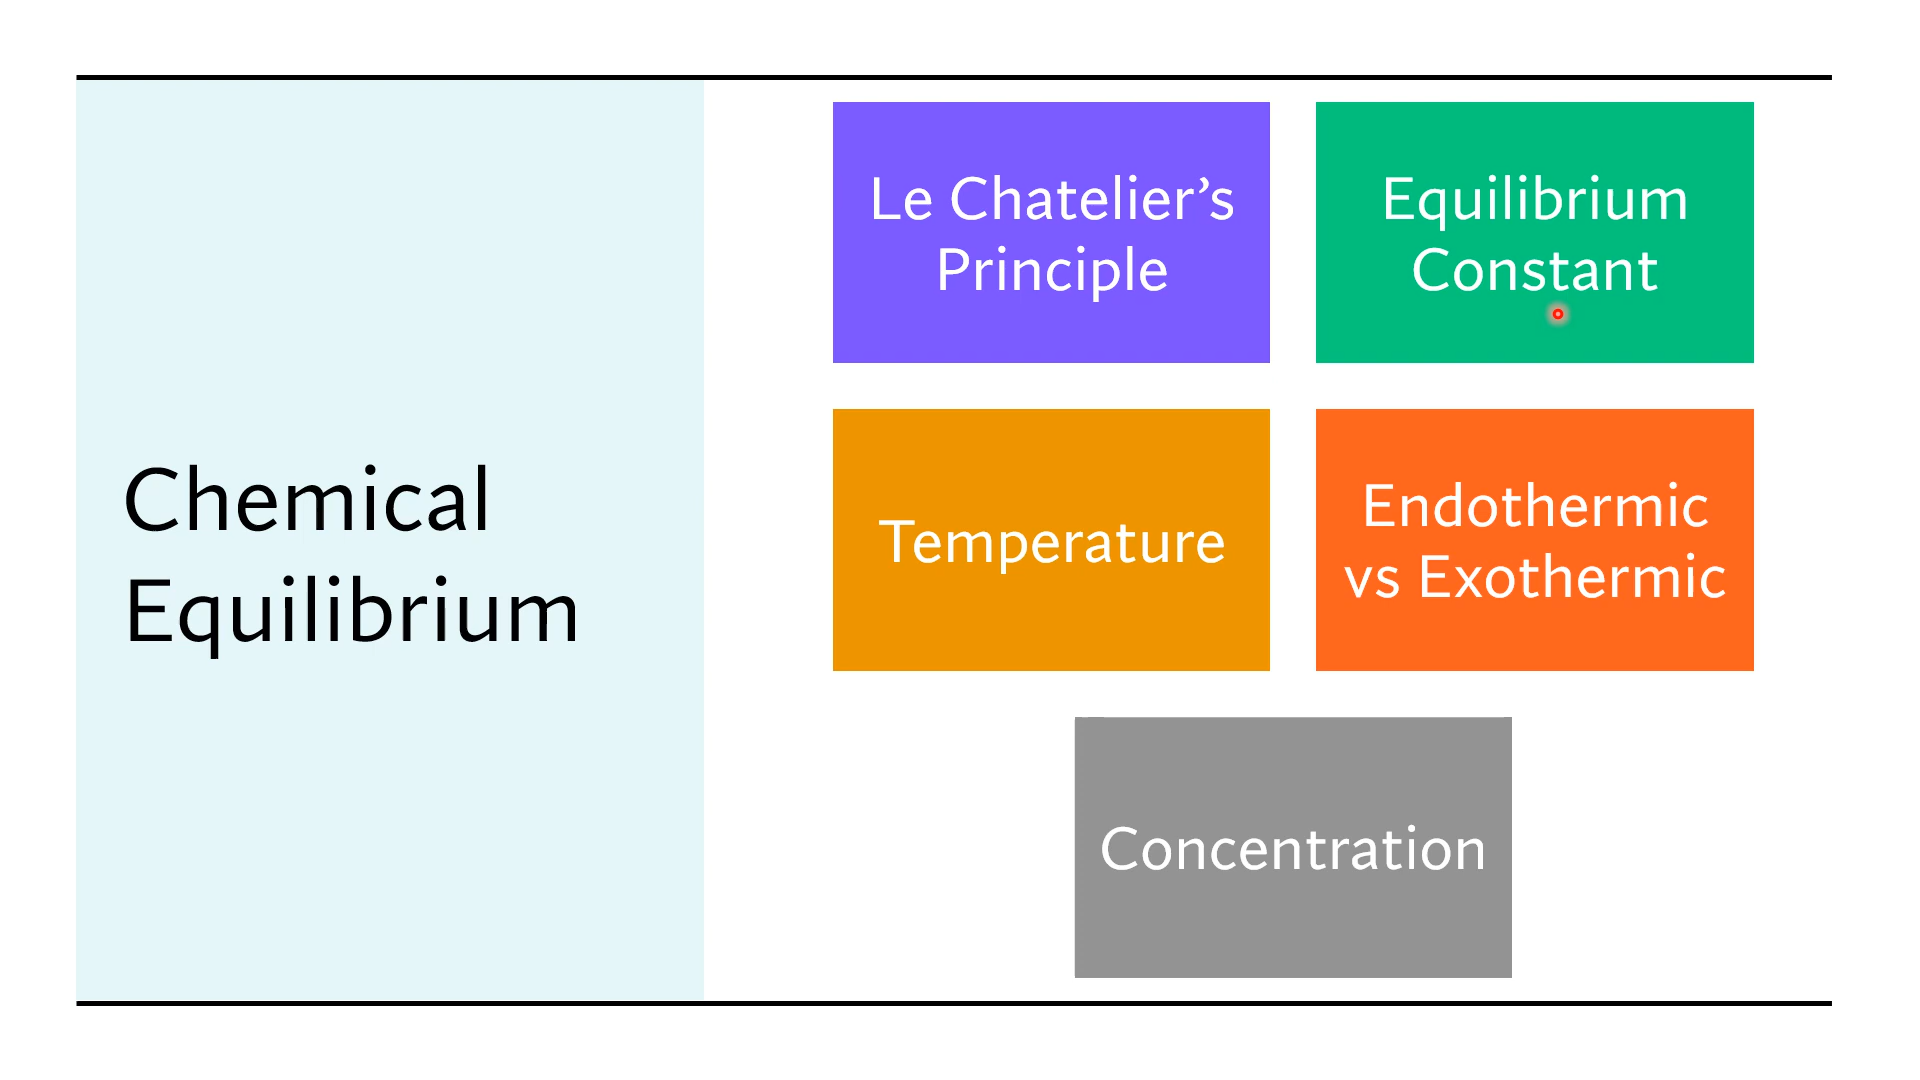 Chemical
Equilibrium
Le Chatelier’s
Principle
Equilibrium
Constant
Temperature
Endothermic
vs Exothermic
Concentration